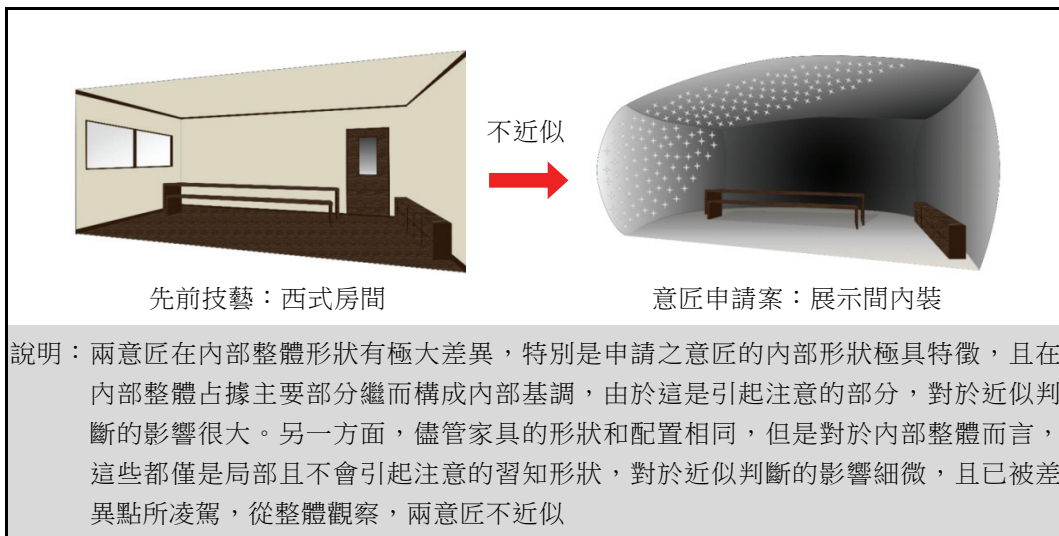 不近似
先前技藝：西式房間
意匠申請案：展示間內裝
說明：兩意匠在內部整體形狀有極大差異，特別是申請之意匠的內部形狀極具特徵，且在
內部整體占據主要部分繼而構成內部基調，由於這是引起注意的部分，對於近似判
斷的影響很大。另一方面，儘管家具的形狀和配置相同，但是對於內部整體而言，
這些都僅是局部且不會引起注意的習知形狀，對於近似判斷的影響細微，且已被差
異點所凌駕，從整體觀察，兩意匠不近似